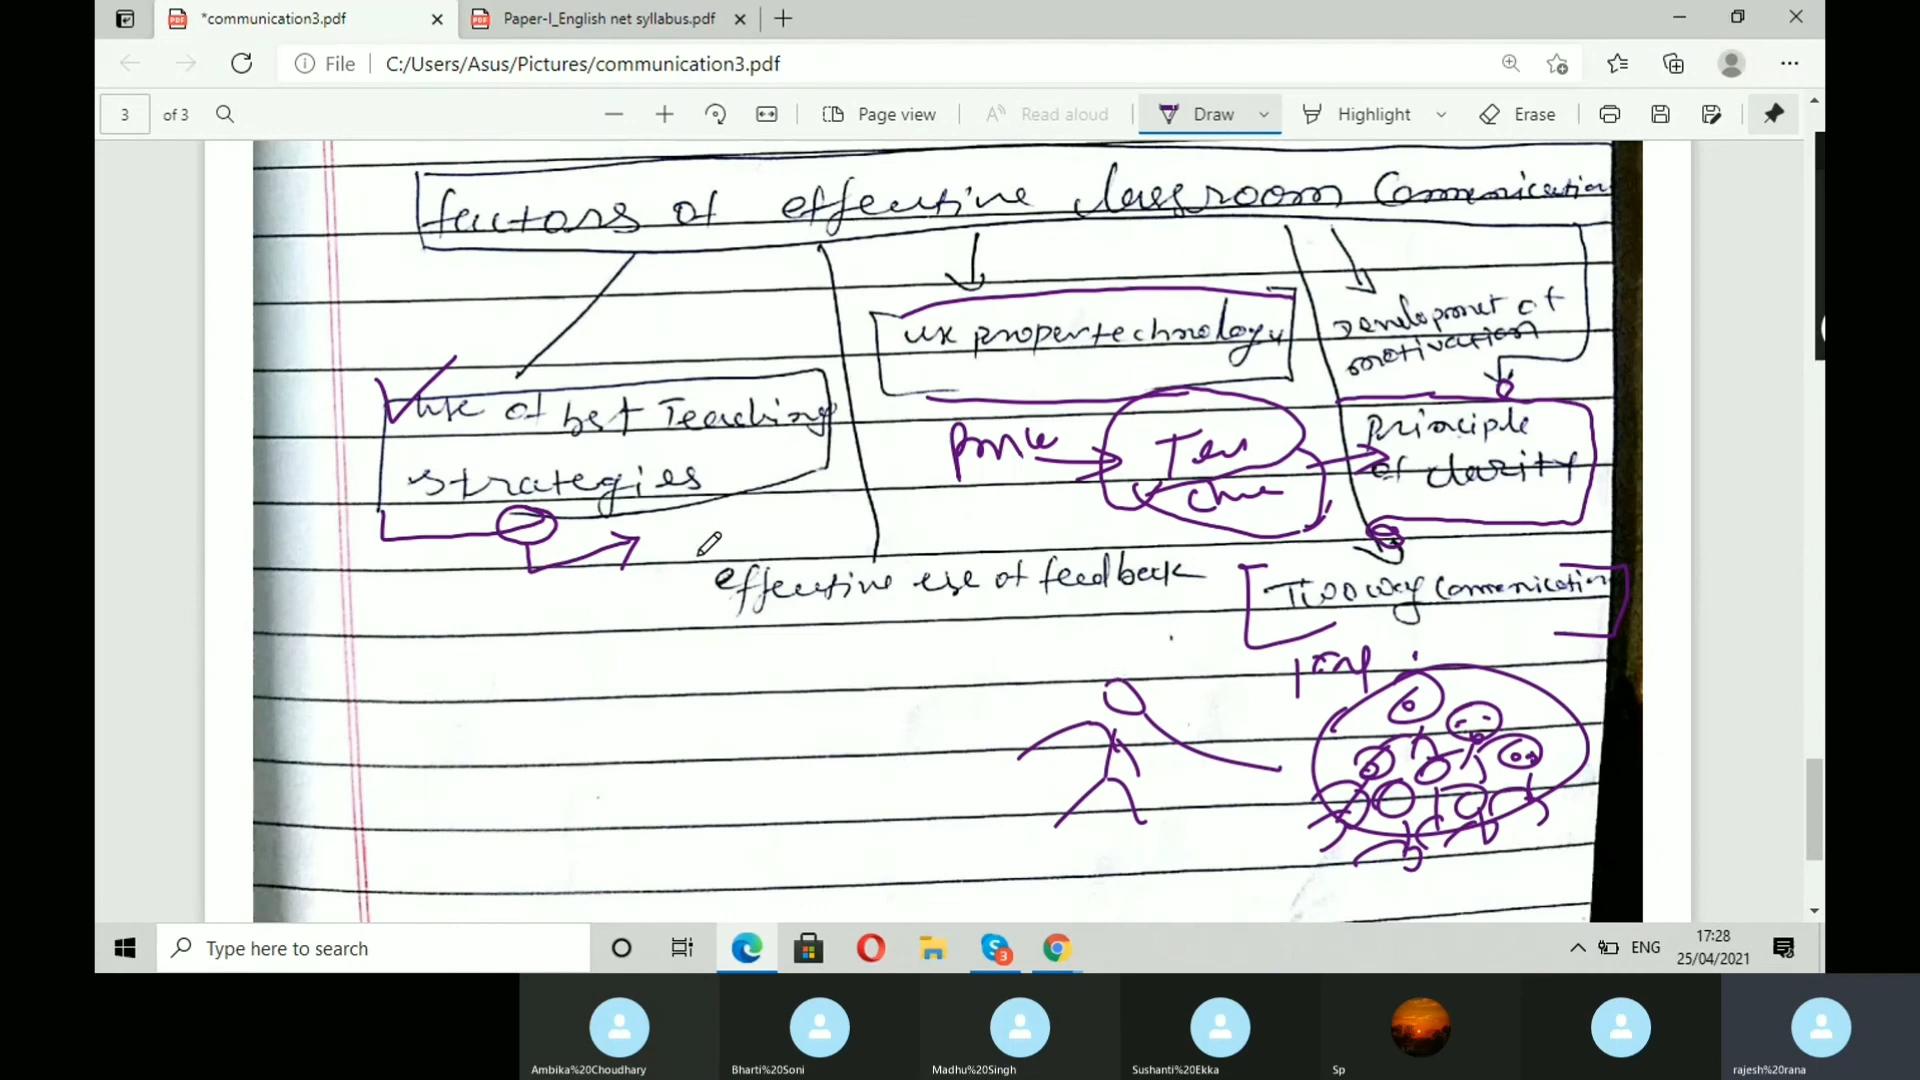 *communication3.pdf
Paper-I_English net syllabus.pdf
File
C:/Users/Asus/Pictures/communication3.pdf
3 of 3
Page view
Read aloud
Draw
Highlight
Erase
factors of effective classroom Communication
use proper technology
Development of
motivation
use of best Teaching
strategies
Principle
of clarity
effective use of feedback
Two way Communication
Type here to search
3
ENG
17:28
25/04/2021
Ambika%20Choudhary
Bharti%20Soni
Madhu%20Singh
Sushanti%20Ekka
Sp
rajesh%20rana